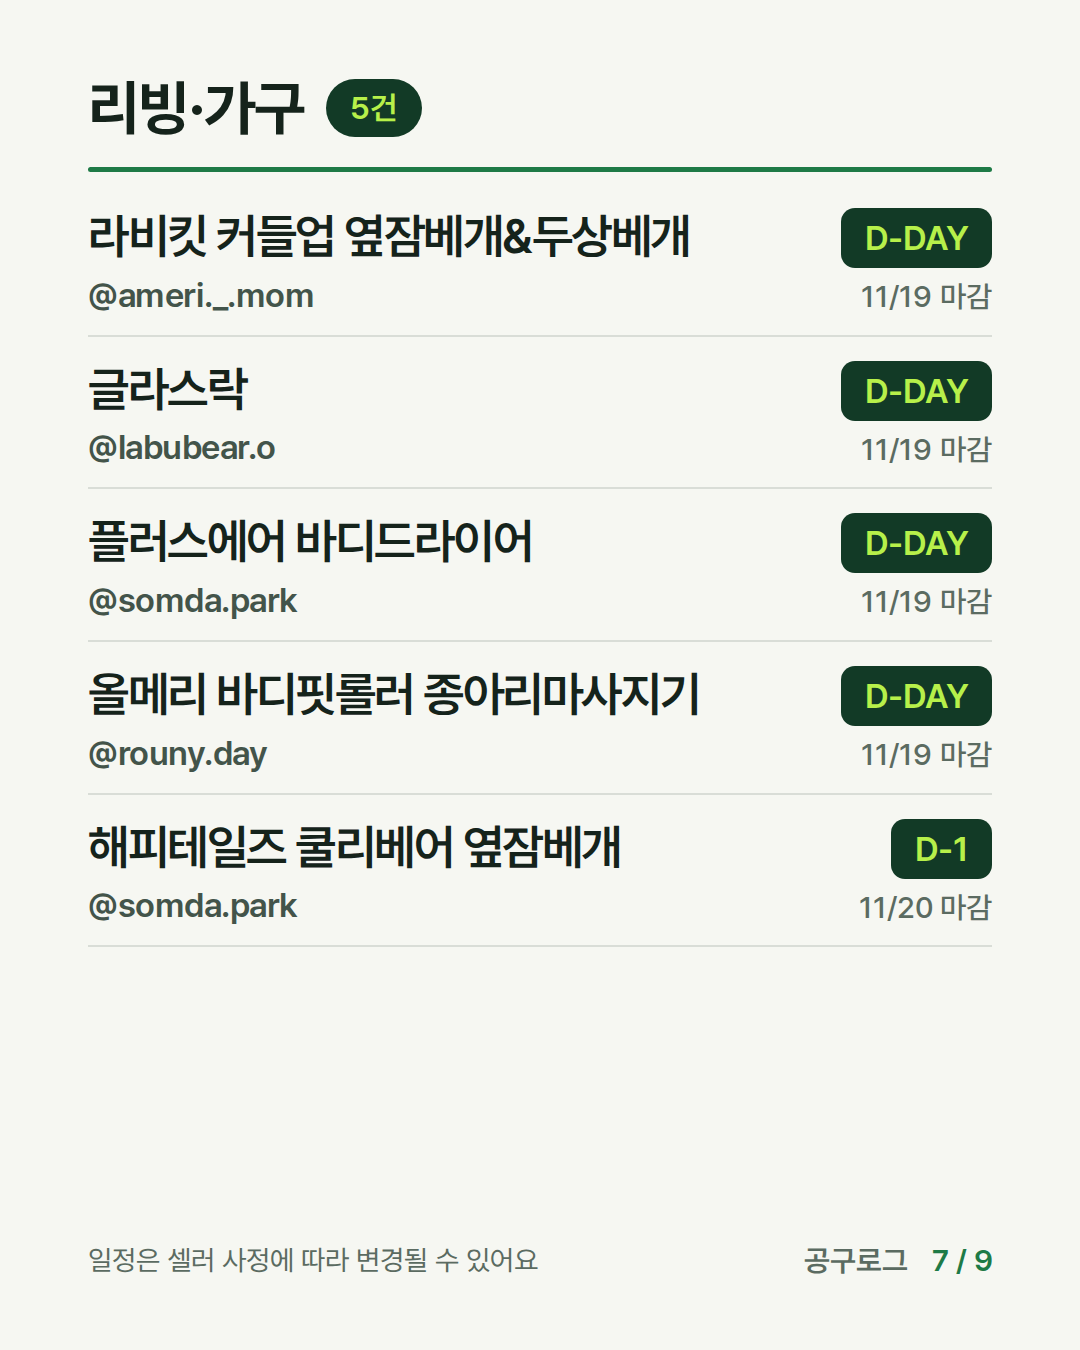 리빙·가구 5건
라비킷 커들업 옆잠베개&두상베개 D-DAY
@ameri._.mom 11/19 마감
글라스락 D-DAY
@labubear.o 11/19 마감
플러스에어 바디드라이어 D-DAY
@somda.park 11/19 마감
올메리 바디핏롤러 종아리마사지기 D-DAY
@rouny.day 11/19 마감
해피테일즈 쿨리베어 옆잠베개 D-1
@somda.park 11/20 마감
일정은 셀러 사정에 따라 변경될 수 있어요 공구로그 7 / 9